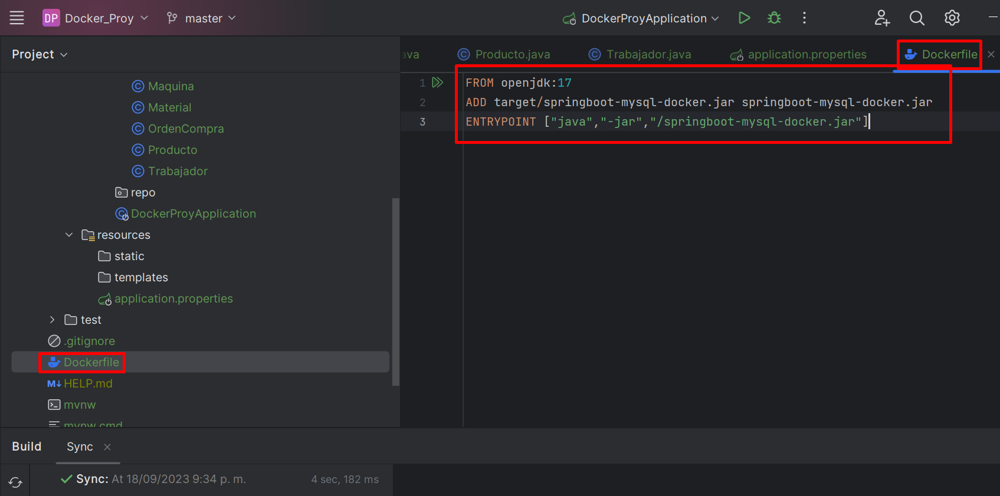 DP Docker_Proy master DockerProyApplication
Project
ava Producto.java Trabajador.java application.properties Dockerfile
Maquina
Material
OrdenCompra
Producto
Trabajador
repo
DockerProyApplication
resources
static
templates
application.properties
test
.gitignore
Dockerfile
M↓ HELP.md
mvnw
mvnw.cmd
1 FROM openjdk:17
2 ADD target/springboot-mysql-docker.jar springboot-mysql-docker.jar
3 ENTRYPOINT ["java","-jar","/springboot-mysql-docker.jar"]
Build Sync
Sync: At 18/09/2023 9:34 p. m. 4 sec, 182 ms